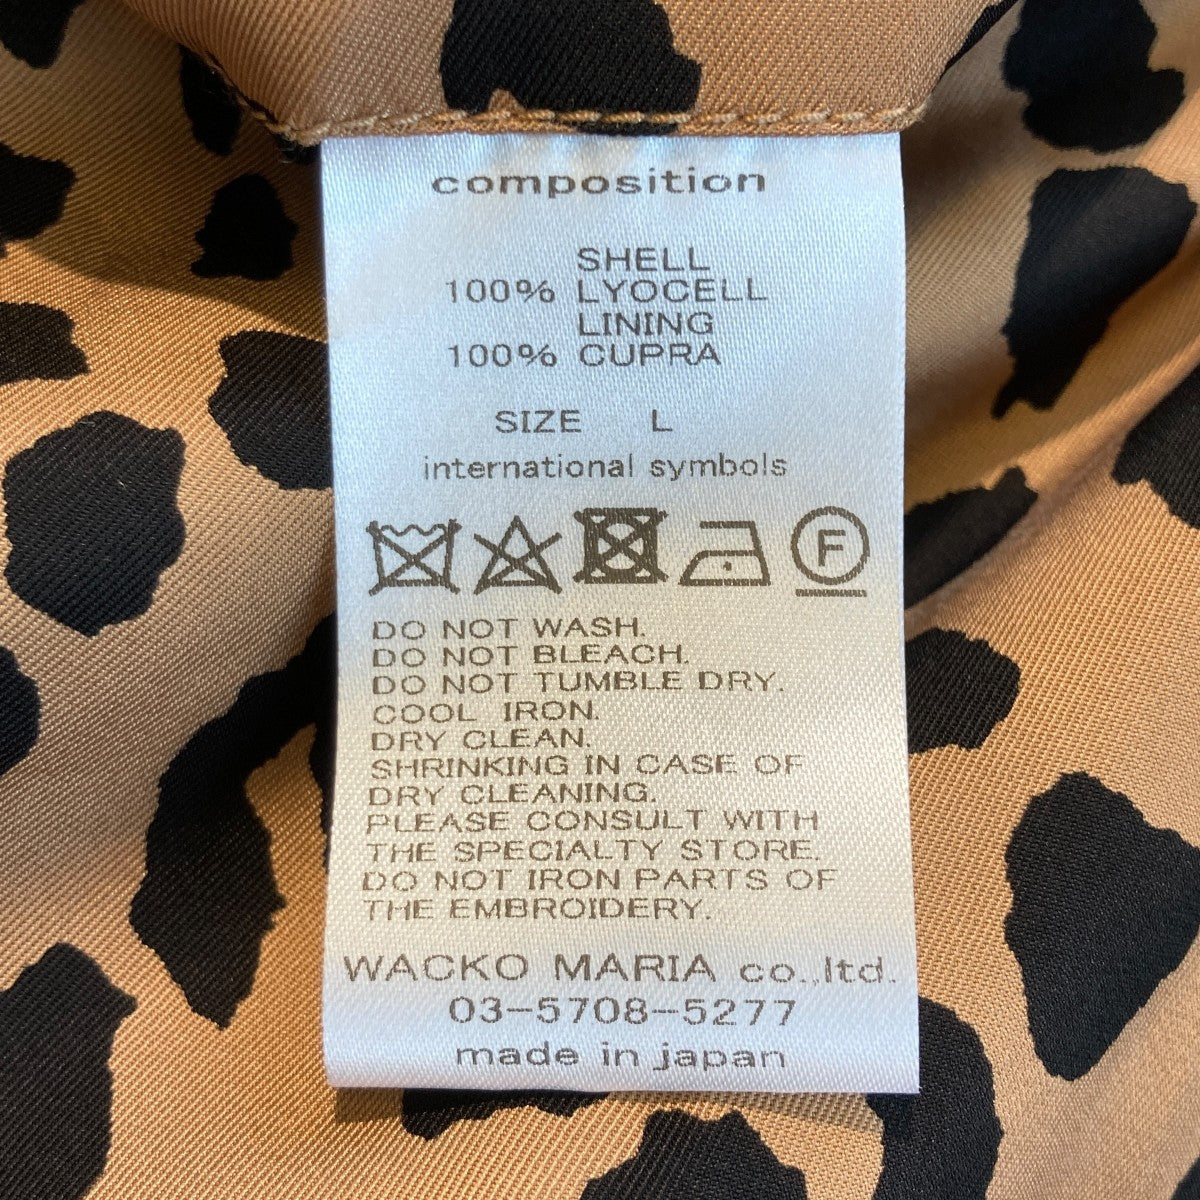 composition
SHELL
100% LYOCELL
LINING
100% CUPRA
SIZE L
international symbols
F
DO NOT WASH.
DO NOT BLEACH.
DO NOT TUMBLE DRY.
COOL IRON.
DRY CLEAN.
SHRINKING IN CASE OF
DRY CLEANING.
PLEASE CONSULT WITH
THE SPECIALTY STORE.
DO NOT IRON PARTS OF
THE EMBROIDERY.
WACKO MARIA co.,ltd.
03-5708-5277
made in japan